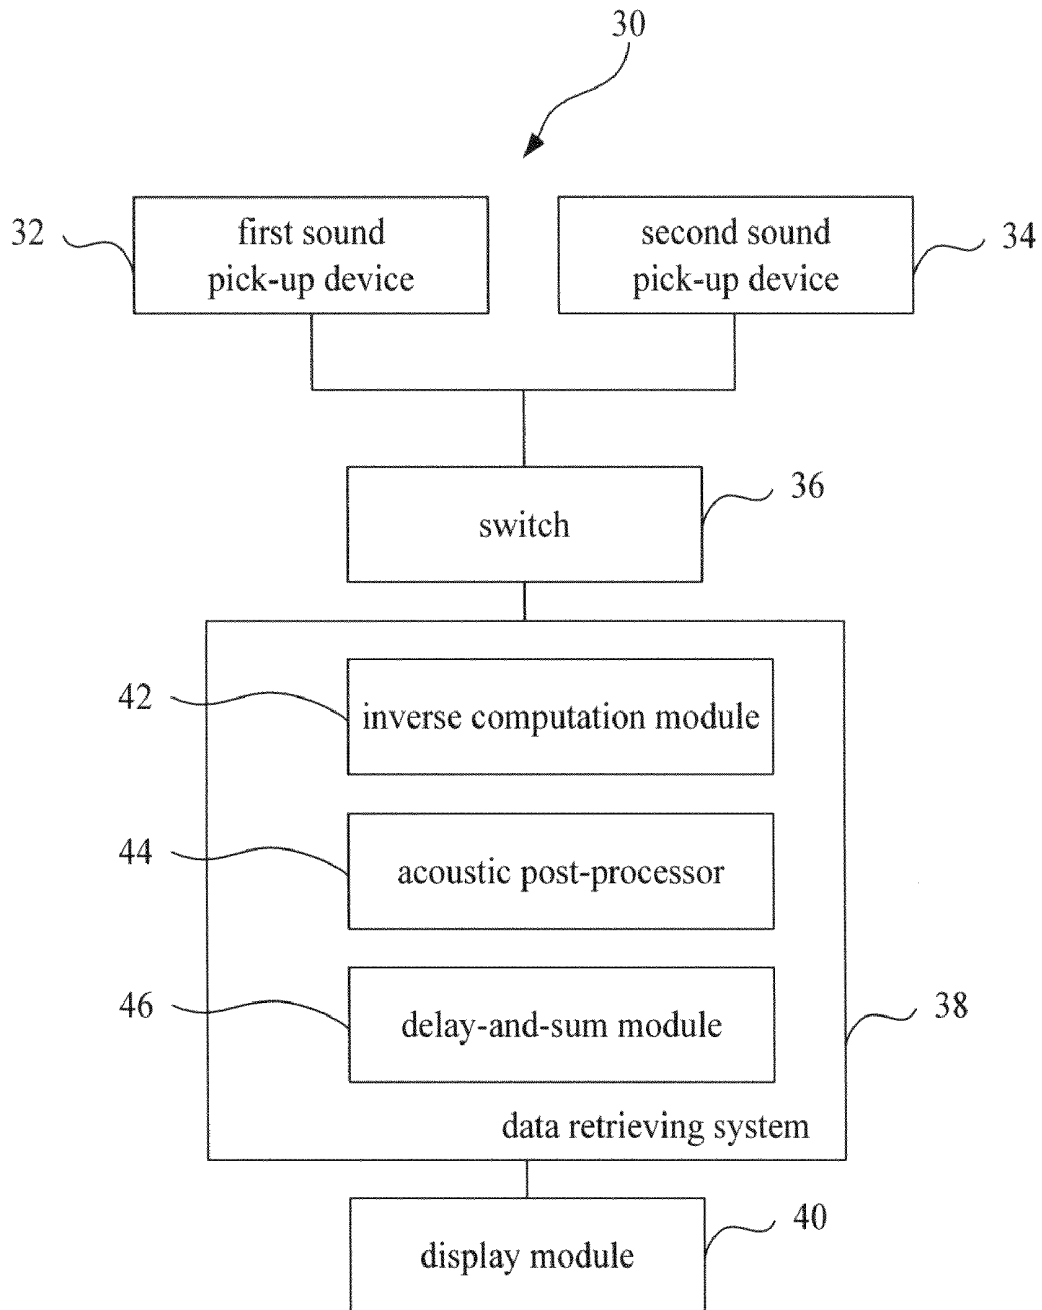 30
32
first sound
pick-up device
second sound
pick-up device
34
switch
36
42
inverse computation module
44
acoustic post-processor
46
delay-and-sum module
38
data retrieving system
display module
40